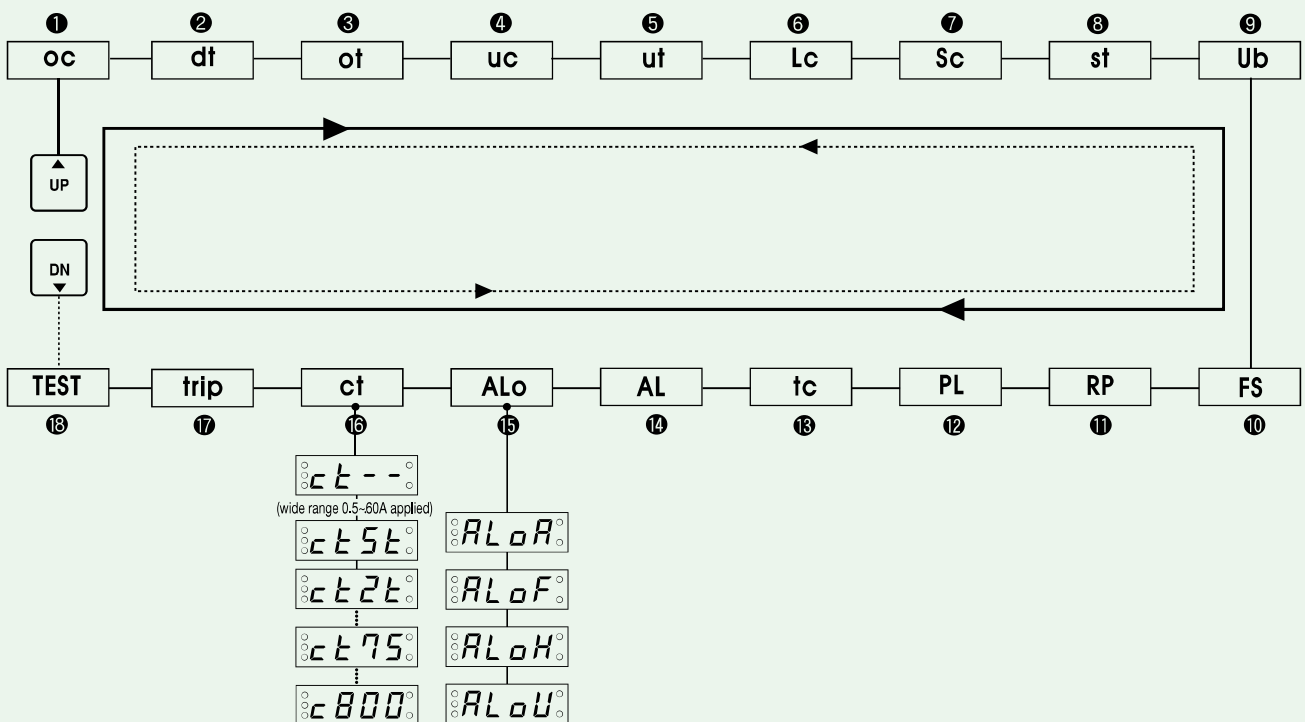 ❶ ❷ ❸ ❹ ❺ ❻ ❼ ❽ ❾
oc dt ot uc ut Lc Sc st Ub
UP
DN
TEST trip ct ALo AL tc PL RP FS
⓲ ⓱ ⓰ ⓯ ⓮ ⓭ ⓬ ⓫ ❿
ct--
(wide range 0.5~60A applied)
ct5t
ALoA
ct2t
ALoF
ct75
ALoH
c800
ALoU